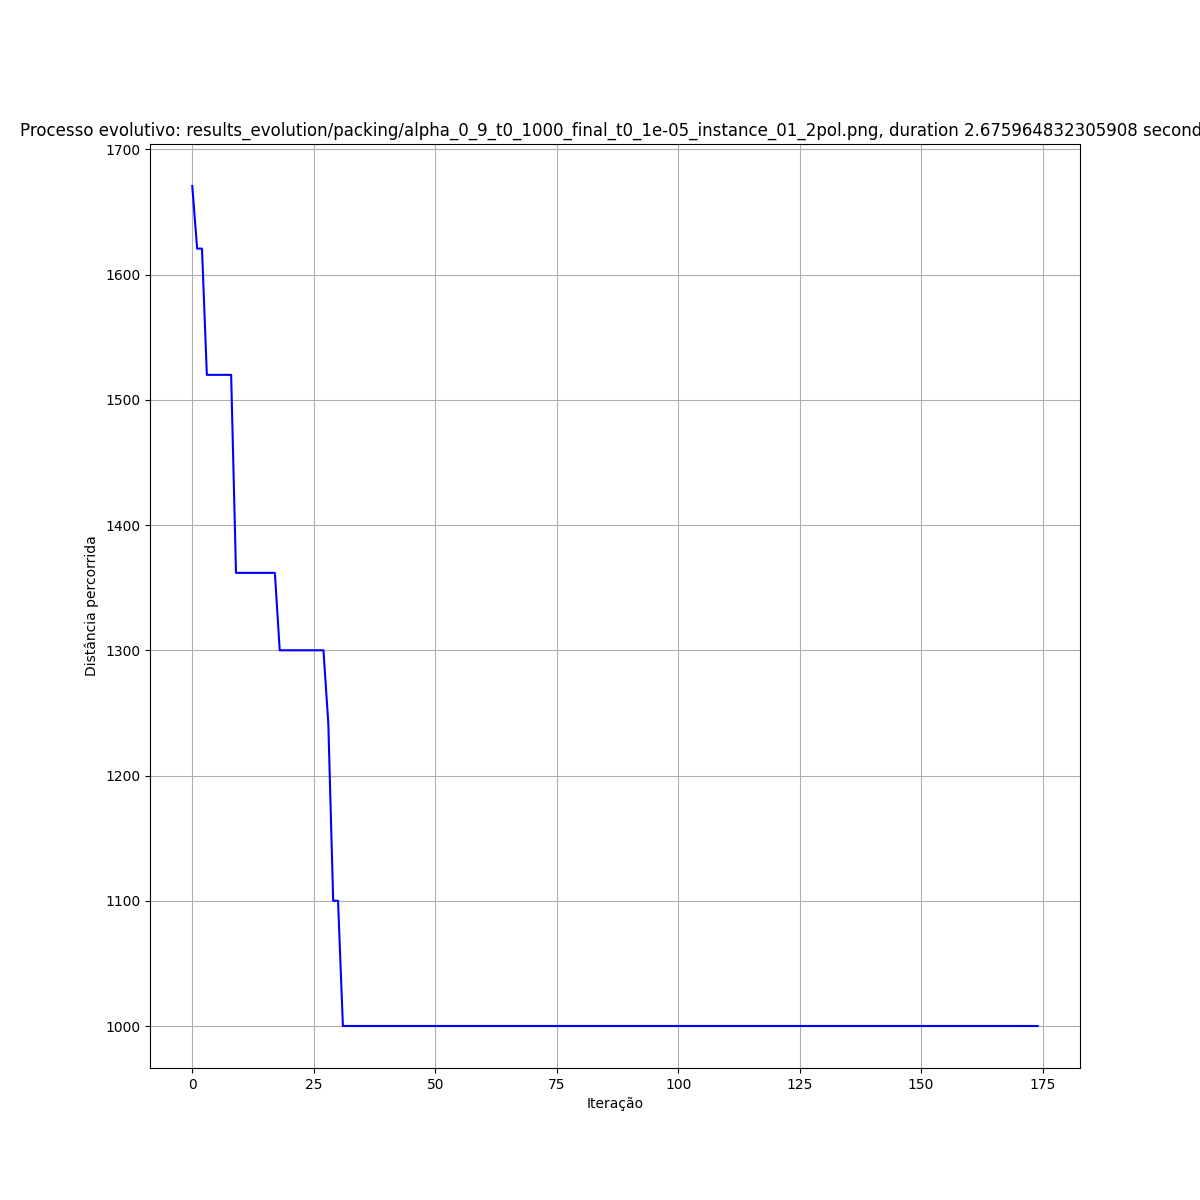 Processo evolutivo: results_evolution/packing/alpha_0_9_t0_1000_final_t0_1e-05_instance_01_2pol.png, duration 2.675964832305908 second
1700
1600
1500
1400
1300
1200
1100
1000
Distância percorrida
0 25 50 75 100 125 150 175
Iteração